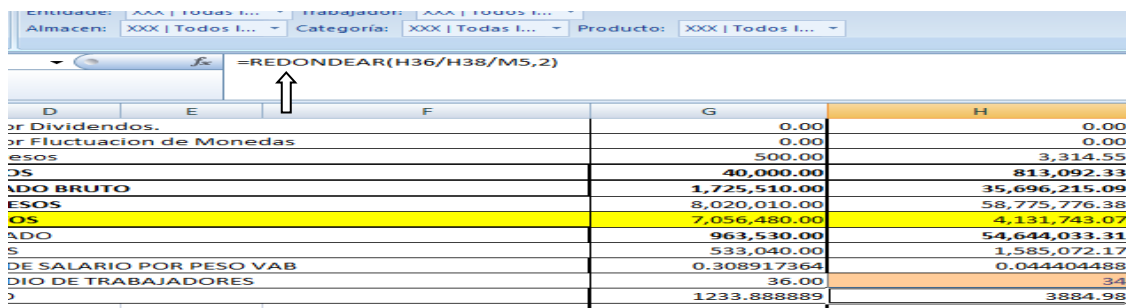 Entidade: XXX | Todas l... Trabajador: XXX | Todos l...
Almacen: XXX | Todos l... Categoría: XXX | Todas l... Producto: XXX | Todos l...
fx =REDONDEAR(H36/H38/M5,2)
D E F G H
or Dividendos. 0.00 0.00
or Fluctuacion de Monedas 0.00 0.00
esos 500.00 3,314.55
OS 40,000.00 813,092.33
ADO BRUTO 1,725,510.00 35,696,215.09
ESOS 8,020,010.00 58,775,776.38
OS 7,056,480.00 4,131,743.07
ADO 963,530.00 54,644,033.31
S 533,040.00 1,585,072.17
DE SALARIO POR PESO VAB 0.308917364 0.044404488
DIO DE TRABAJADORES 36.00 34
O 1233.888889 3884.98